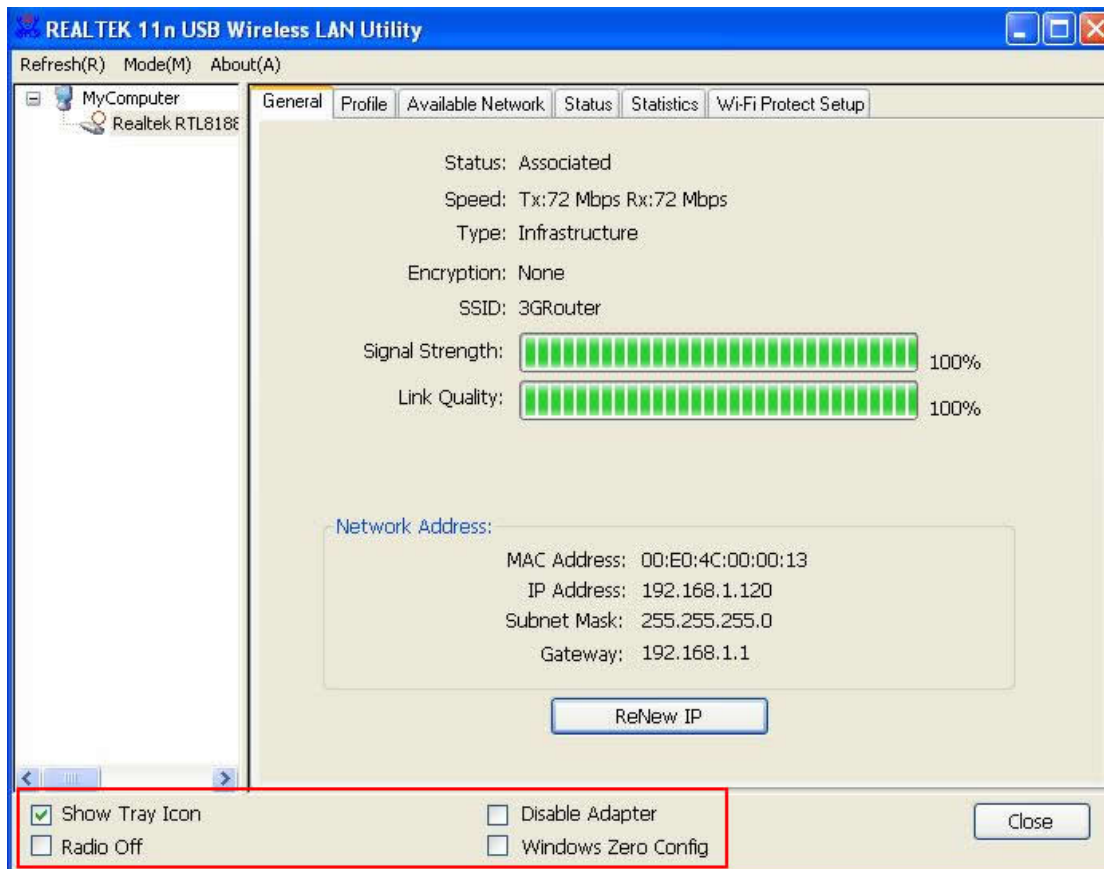 REALTEK 11n USB Wireless LAN Utility
Refresh(R) Mode(M) About(A)
MyComputer
Realtek RTL8188
General Profile Available Network Status Statistics Wi-Fi Protect Setup
Status: Associated
Speed: Tx:72 Mbps Rx:72 Mbps
Type: Infrastructure
Encryption: None
SSID: 3GRouter
Signal Strength: 100%
Link Quality: 100%
Network Address:
MAC Address: 00:E0:4C:00:00:13
IP Address: 192.168.1.120
Subnet Mask: 255.255.255.0
Gateway: 192.168.1.1
ReNew IP
Show Tray Icon Disable Adapter
Radio Off Windows Zero Config
Close